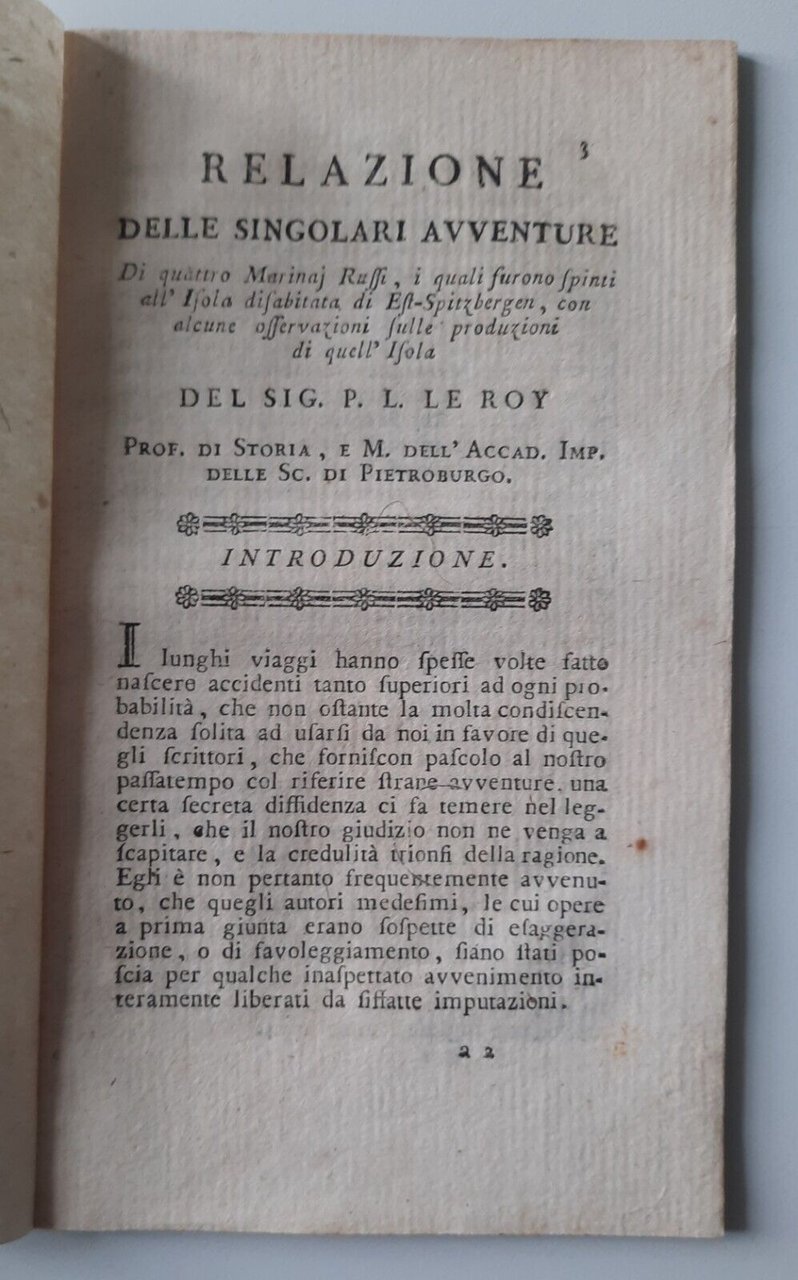 3
RELAZIONE
DELLE SINGOLARI AVVENTURE
Di quattro Marinaj Ruſſi, i quali furono ſpinti
all' Iſola diſabitata di Eſt-Spitzbergen, con
alcune oſſervazioni ſulle produzioni
di quell' Iſola
DEL SIG. P. L. LE ROY
PROF. DI STORIA, E M. DELL' ACCAD. IMP.
DELLE SC. DI PIETROBURGO.
INTRODUZIONE.
I lunghi viaggi hanno ſpeſſe volte fatto
naſcere accidenti tanto ſuperiori ad ogni pro-
babilità, che non oſtante la molta condiſcen-
denza ſolita ad uſarſi da noi in favore di que-
gli ſcrittori, che forniſcon paſcolo al noſtro
paſſatempo col riferire ſtrane avventure, una
certa ſecreta diffidenza ci fa temere nel leg-
gerli, che il noſtro giudizio non ne venga a
ſcapitare, e la credulità trionfi della ragione.
Egli è non pertanto frequentemente avvenu-
to, che quegli autori medeſimi, le cui opere
a prima giunta erano ſoſpette di eſaggera-
zione, o di favoleggiamento, ſiano ſtati po-
ſcia per qualche inaſpettato avvenimento in-
teramente liberati da ſiffatte imputazioni.
a 2